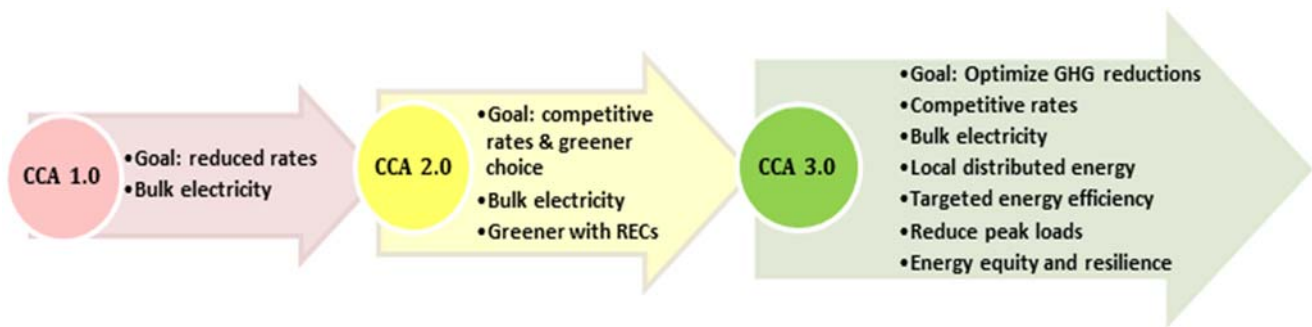 CCA 1.0
•Goal: reduced rates
•Bulk electricity
CCA 2.0
•Goal: competitive
rates & greener
choice
•Bulk electricity
•Greener with RECs
CCA 3.0
•Goal: Optimize GHG reductions
•Competitive rates
•Bulk electricity
•Local distributed energy
•Targeted energy efficiency
•Reduce peak loads
•Energy equity and resilience